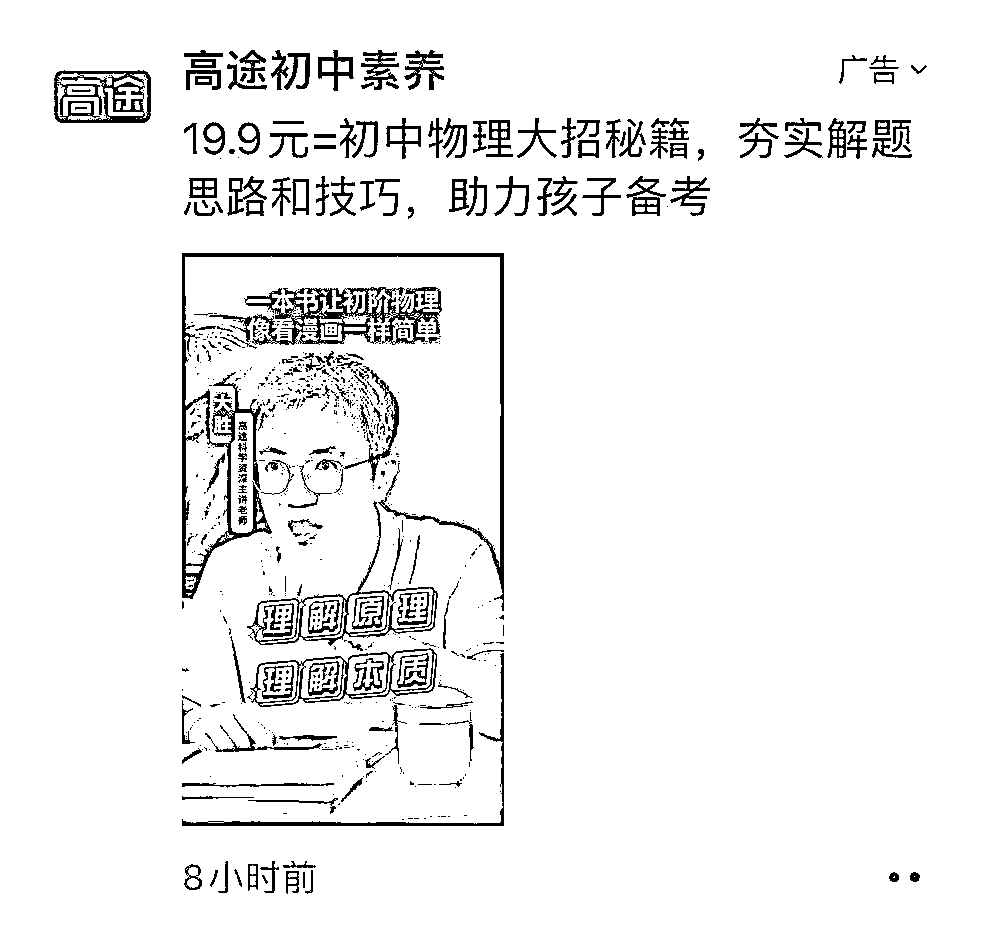 高途
高途初中素养
广告
19.9元=初中物理大招秘籍，夯实解题
思路和技巧，助力孩子备考
一本书让初阶物理
像看漫画一样简单
大胜
高途科学资深主讲老师
理解原理
理解本质
8小时前